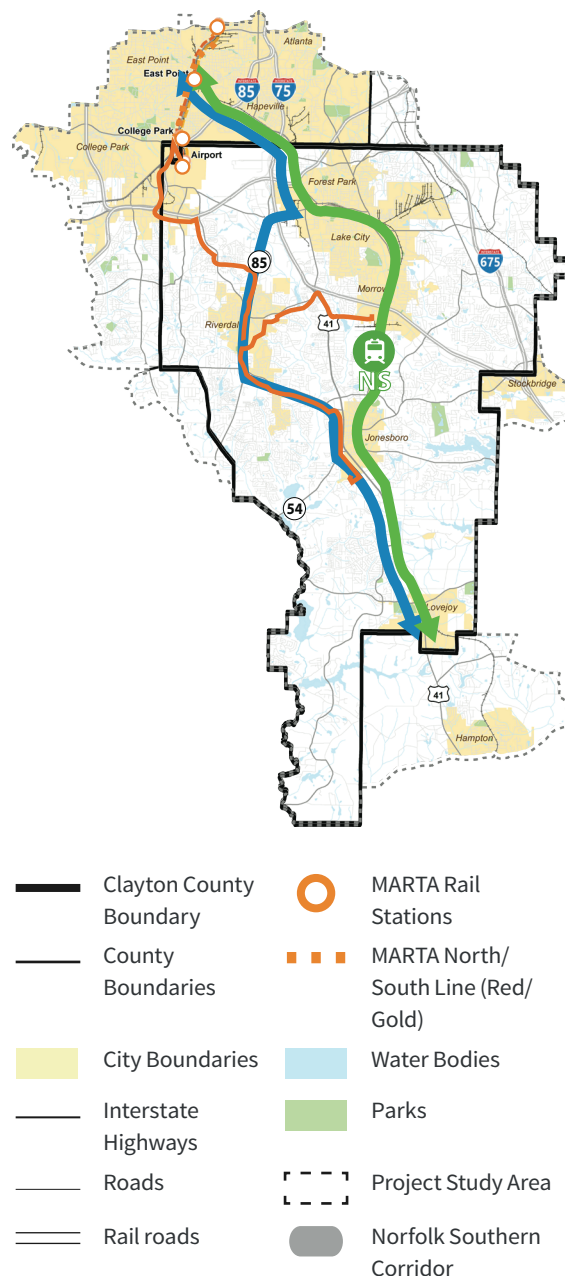 Atlanta
East Point
East Poin
85
75
Hapeville
College Park
College Park
Airport
Forest Park
Lake City
85
675
Morrow
Riverdal
41
NS
Stockbridge
Jonesboro
54
Lovejoy
41
Hampton
Clayton County
Boundary
MARTA Rail
Stations
County
Boundaries
MARTA North/
South Line (Red/
Gold)
City Boundaries
Water Bodies
Interstate
Highways
Parks
Roads
Project Study Area
Rail roads
Norfolk Southern
Corridor